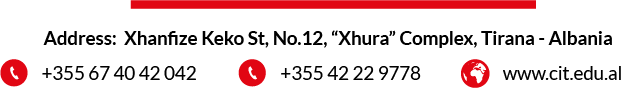 Address: Xhanfize Keko St, No.12, “Xhura” Complex, Tirana - Albania
+355 67 40 42 042 +355 42 22 9778 www.cit.edu.al